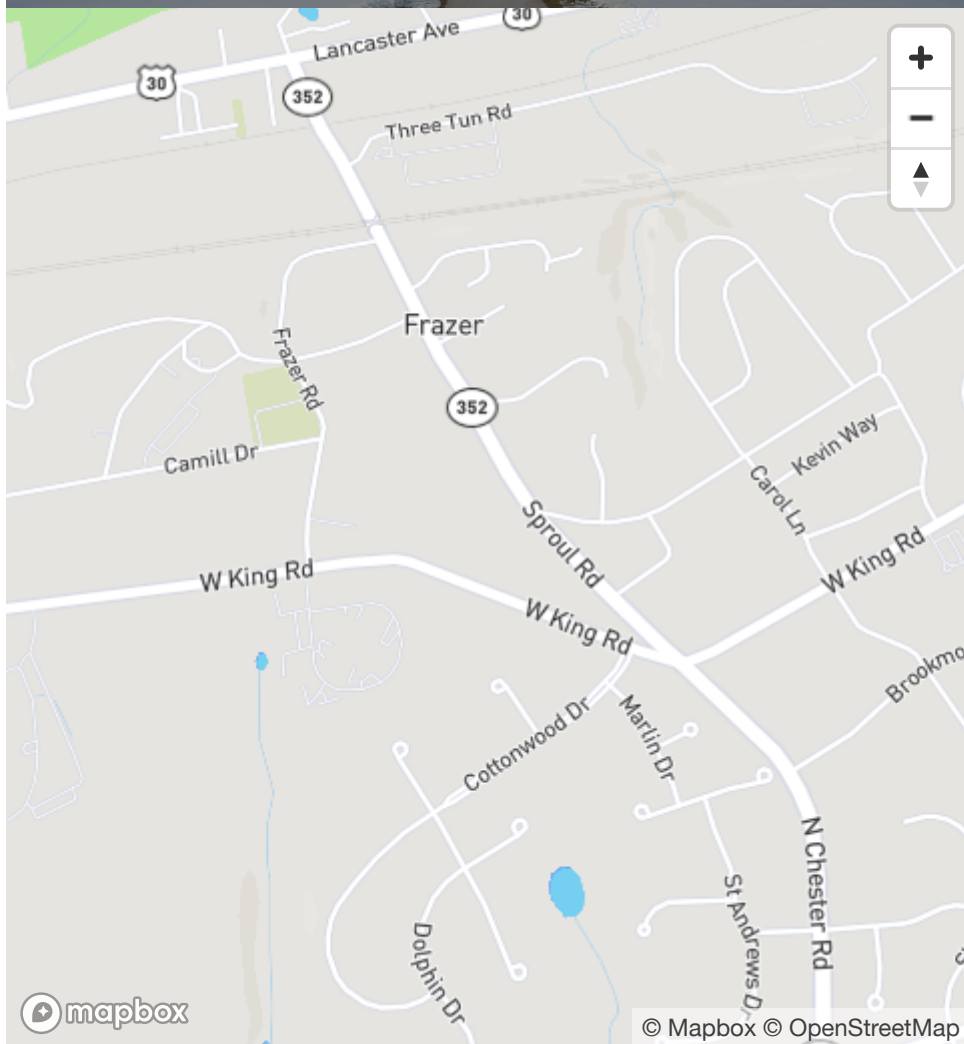 30
Lancaster Ave
30
352
Three Tun Rd
Frazer
Frazer Rd
352
Kevin Way
Camill Dr
Carol Ln
Sproul Rd
W King Rd
W King Rd
W King Rd
Brookmo
Marlin Dr
Cottonwood Dr
N Chester Rd
St Andrews Dr
Dolphin Dr
mapbox
© Mapbox © OpenStreetMap